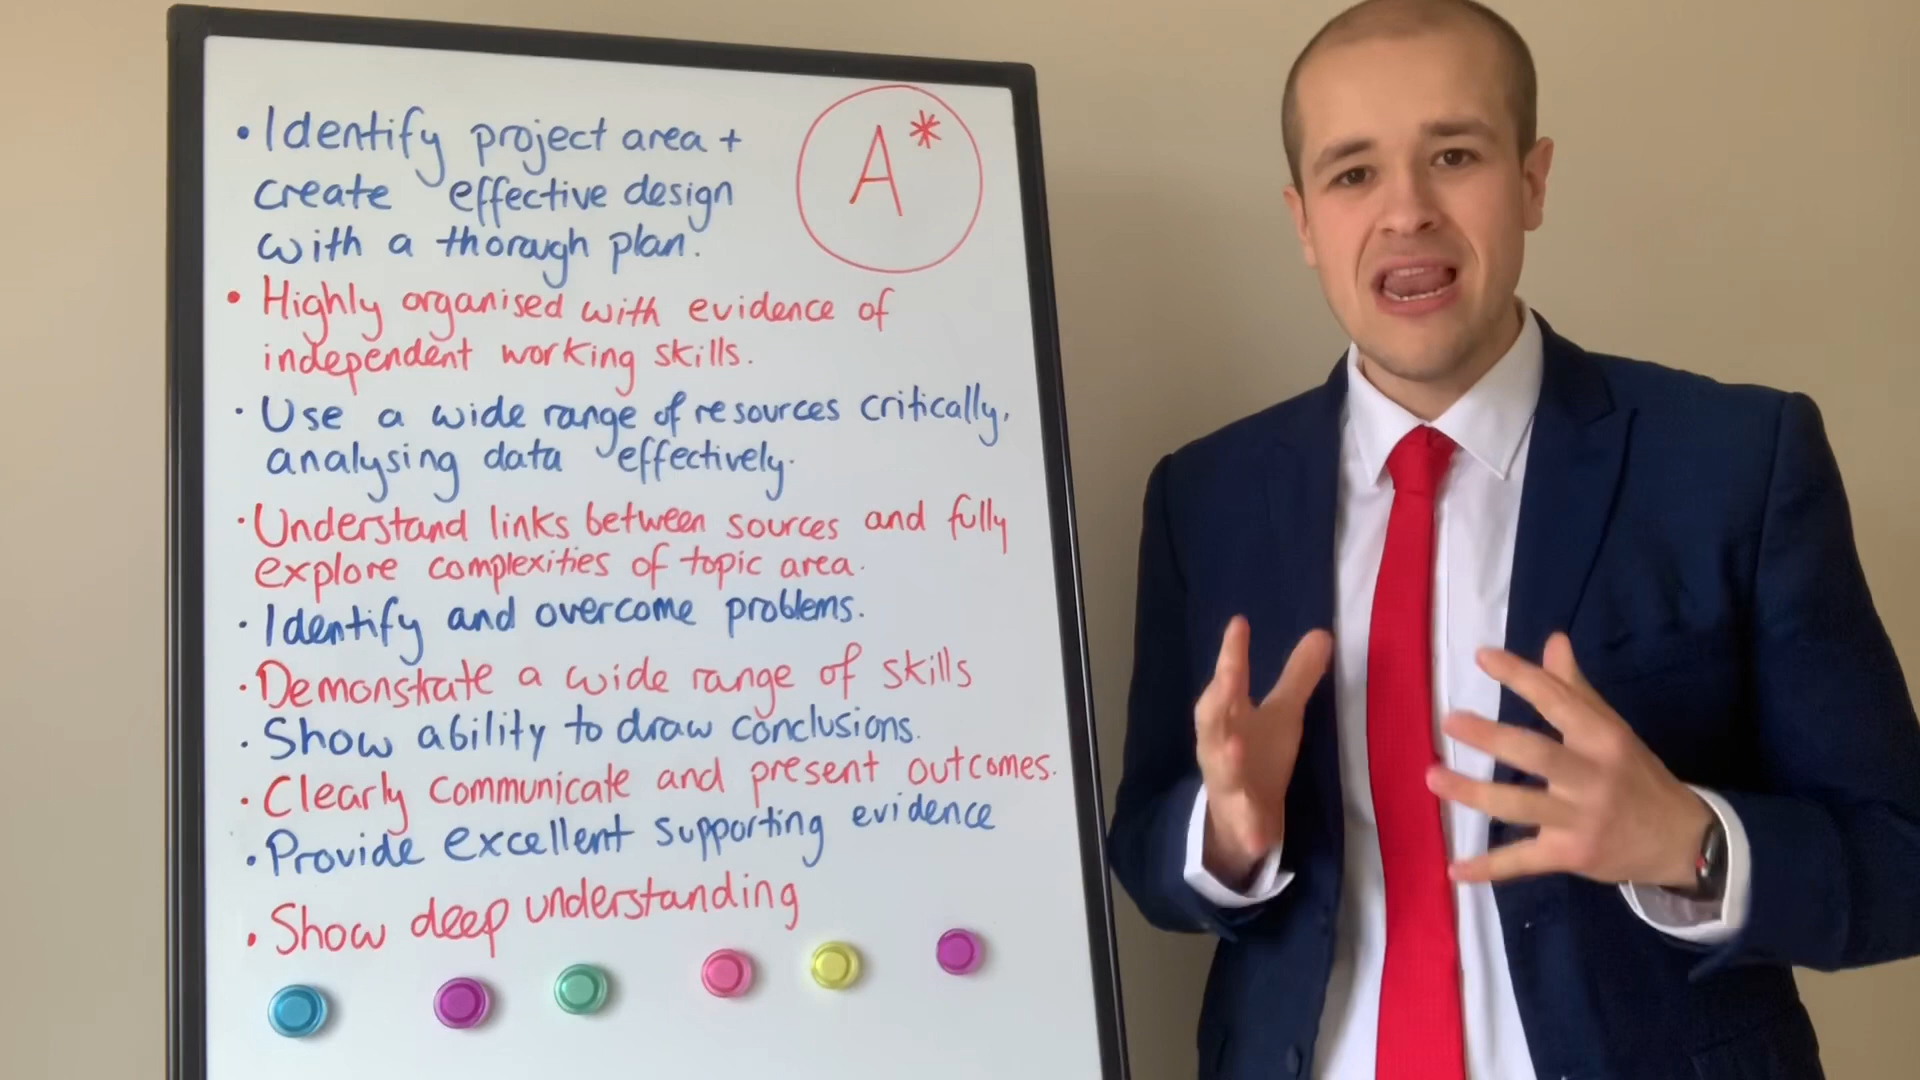 • Identify project area +
create effective design
with a thorough plan.
A*
• Highly organised with evidence of
independent working skills.
• Use a wide range of resources critically,
analysing data effectively.
• Understand links between sources and fully
explore complexities of topic area.
• Identify and overcome problems.
• Demonstrate a wide range of skills
• Show ability to draw conclusions.
• Clearly communicate and present outcomes.
• Provide excellent supporting evidence
• Show deep understanding